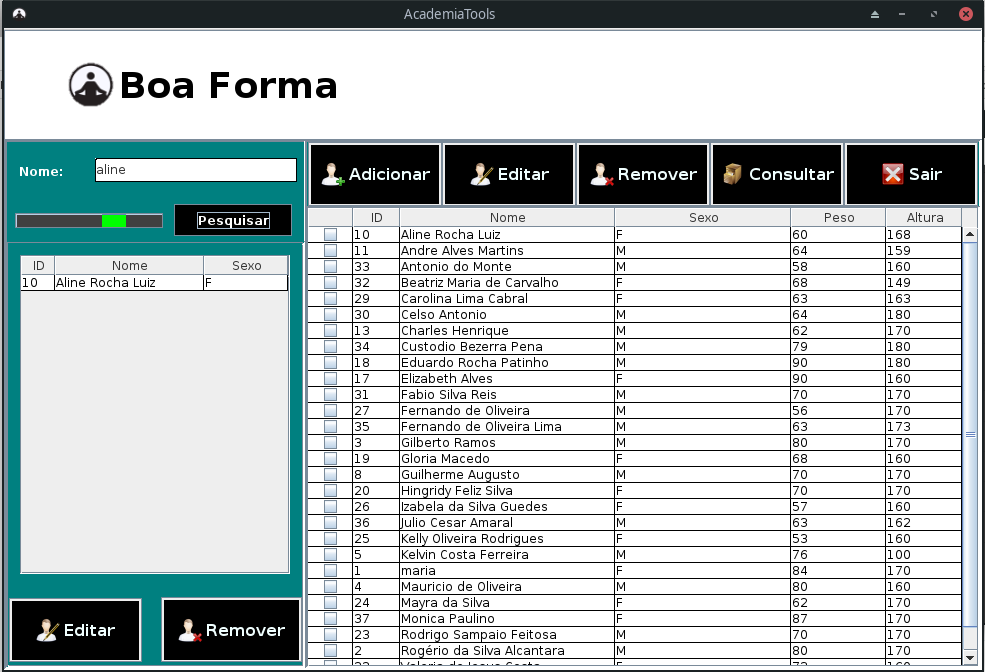 AcademiaTools
Boa Forma
Nome: aline
Pesquisar
ID Nome Sexo
10 Aline Rocha Luiz F
Editar Remover
Adicionar Editar Remover Consultar Sair
ID Nome Sexo Peso Altura
10 Aline Rocha Luiz F 60 168
11 Andre Alves Martins M 64 159
33 Antonio do Monte M 58 160
32 Beatriz Maria de Carvalho F 68 149
29 Carolina Lima Cabral F 63 163
30 Celso Antonio M 64 180
13 Charles Henrique M 62 170
34 Custodio Bezerra Pena M 79 180
18 Eduardo Rocha Patinho M 90 180
17 Elizabeth Alves F 90 160
31 Fabio Silva Reis M 70 170
27 Fernando de Oliveira M 56 170
35 Fernando de Oliveira Lima M 63 173
3 Gilberto Ramos M 80 170
19 Gloria Macedo F 68 160
8 Guilherme Augusto M 70 170
20 Hingridy Feliz Silva F 70 170
26 Izabela da Silva Guedes F 57 160
36 Julio Cesar Amaral M 63 162
25 Kelly Oliveira Rodrigues F 53 160
5 Kelvin Costa Ferreira M 76 100
1 maria F 84 170
4 Mauricio de Oliveira M 80 160
24 Mayra da Silva F 62 170
37 Monica Paulino F 87 170
23 Rodrigo Sampaio Feitosa M 70 170
2 Rogério da Silva Alcantara M 80 170